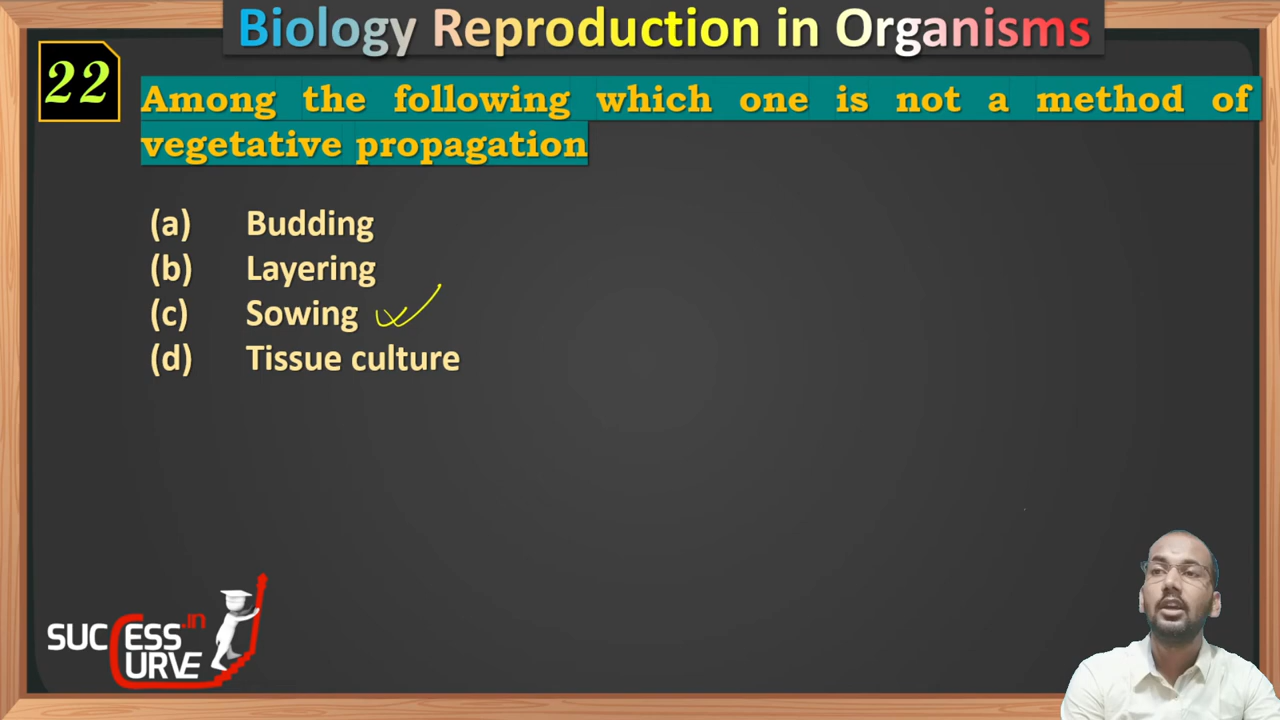 Biology Reproduction in Organisms
22
Among the following which one is not a method of
vegetative propagation
(a) Budding
(b) Layering
(c) Sowing
(d) Tissue culture
SUCCESS.in
CURVE